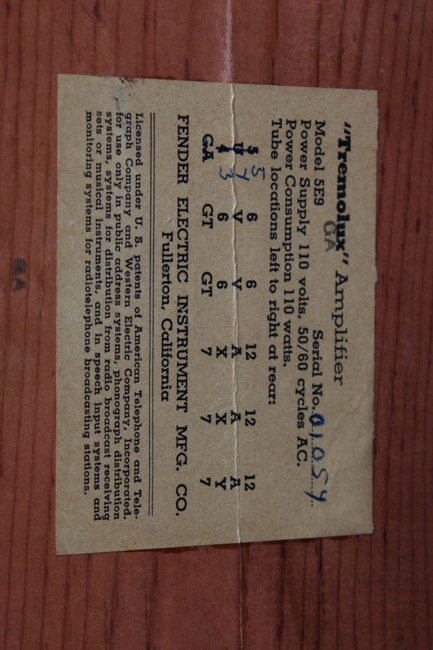 "Tremolux" Amplifier
Model 5E9 GA Serial No. 01054
Power Supply 110 volts, 50/60 cycles AC.
Power Consumption 110 watts.
Tube locations left to right at rear:
5 5 6 6 12 12 12
U Y V V A A A
4 3 6 6 X X Y
GA GT GT 7 7 7
FENDER ELECTRIC INSTRUMENT MFG. CO.
Fullerton, California
Licensed under U. S. patents of American Telephone and Tele-
graph Company and Western Electric Company, Incorporated,
for use only in public address systems, phonograph distribution
systems, systems for distribution from radio broadcast receiving
sets or musical instruments, and in speech input systems and
monitoring systems for radiotelephone broadcasting stations.